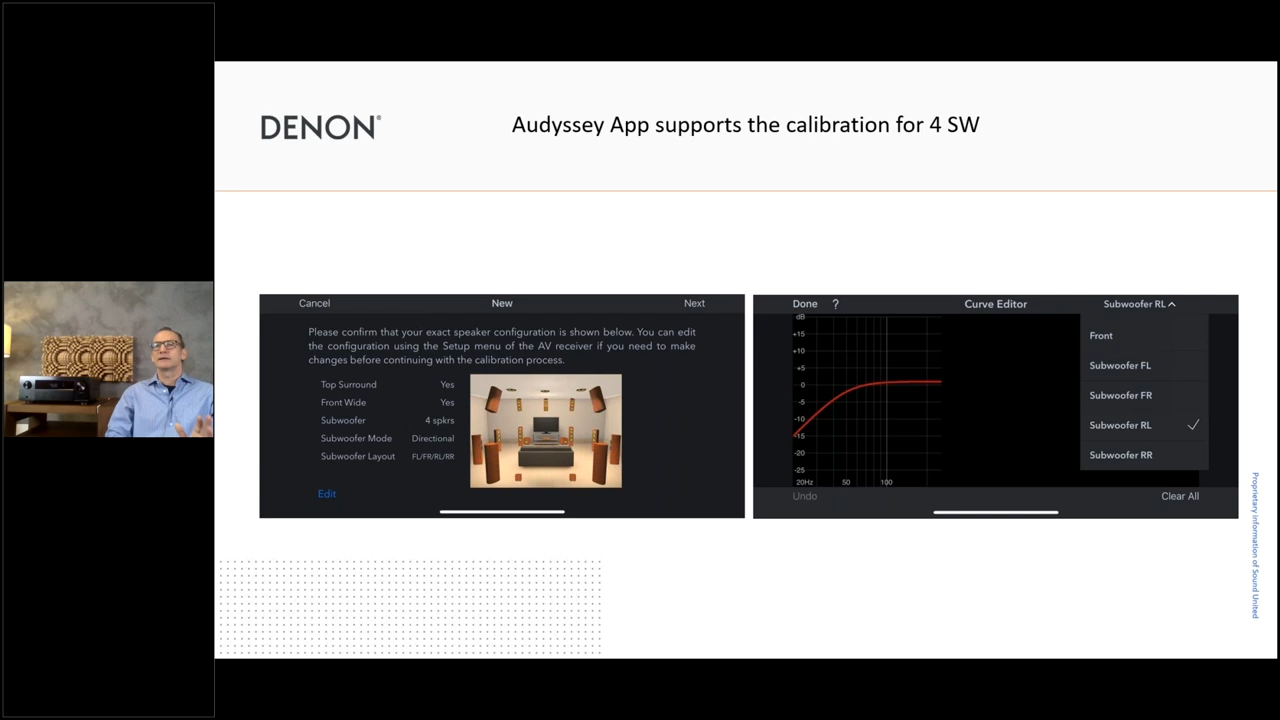 DENON®
Audyssey App supports the calibration for 4 SW
Cancel New Next
Please confirm that your exact speaker configuration is shown below. You can edit
the configuration using the Setup menu of the AV receiver if you need to make
changes before continuing with the calibration process.
Top Surround Yes
Front Wide Yes
Subwoofer 4 spkrs
Subwoofer Mode Directional
Subwoofer Layout FL/FR/RL/RR
Edit
Done ? Curve Editor Subwoofer RL
dB
+15
+10
+5
0
-5
-10
-15
-20
-25
20Hz 50 100
Front
Subwoofer FL
Subwoofer FR
Subwoofer RL
Subwoofer RR
Undo Clear All
Proprietary information of Sound United